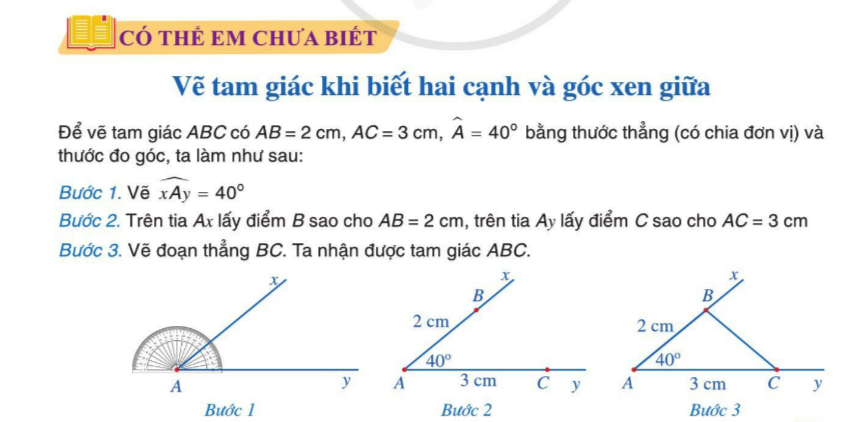 CÓ THỂ EM CHƯA BIẾT
Vẽ tam giác khi biết hai cạnh và góc xen giữa
Để vẽ tam giác ABC có AB = 2 cm, AC = 3 cm, Â = 40° bằng thước thẳng (có chia đơn vị) và
thước đo góc, ta làm như sau:
Bước 1. Vẽ xAy = 40°
Bước 2. Trên tia Ax lấy điểm B sao cho AB = 2 cm, trên tia Ay lấy điểm C sao cho AC = 3 cm
Bước 3. Vẽ đoạn thẳng BC. Ta nhận được tam giác ABC.
x
A
y
Bước 1
x
B
2 cm
40°
A
3 cm
C
y
Bước 2
x
B
2 cm
40°
A
3 cm
C
y
Bước 3